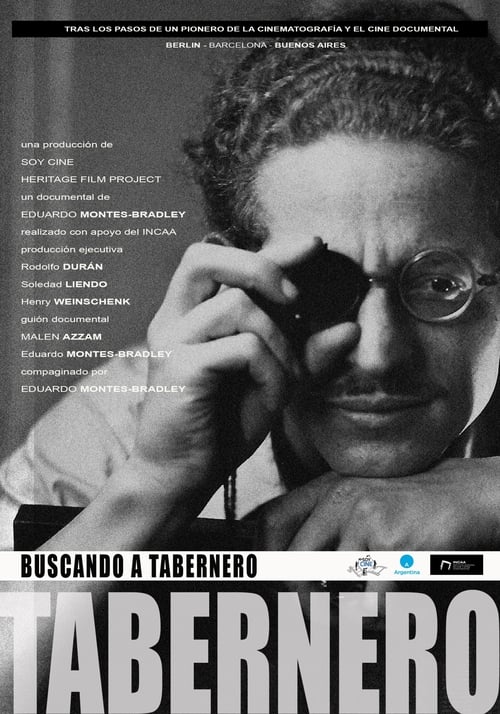 TRAS LOS PASOS DE UN PIONERO DE LA CINEMATOGRAFÍA Y EL CINE DOCUMENTAL
BERLIN - BARCELONA - BUENOS AIRES
una producción de
SOY CINE
HERITAGE FILM PROJECT
un documental de
EDUARDO MONTES-BRADLEY
realizado con apoyo del INCAA
producción ejecutiva
Rodolfo DURÁN
Soledad LIENDO
Henry WEINSCHENK
guión documental
MALEN AZZAM
Eduardo MONTES-BRADLEY
compaginado por
EDUARDO MONTES-BRADLEY
BUSCANDO A TABERNERO
SOY CINE
Argentina
INCAA
TABERNERO